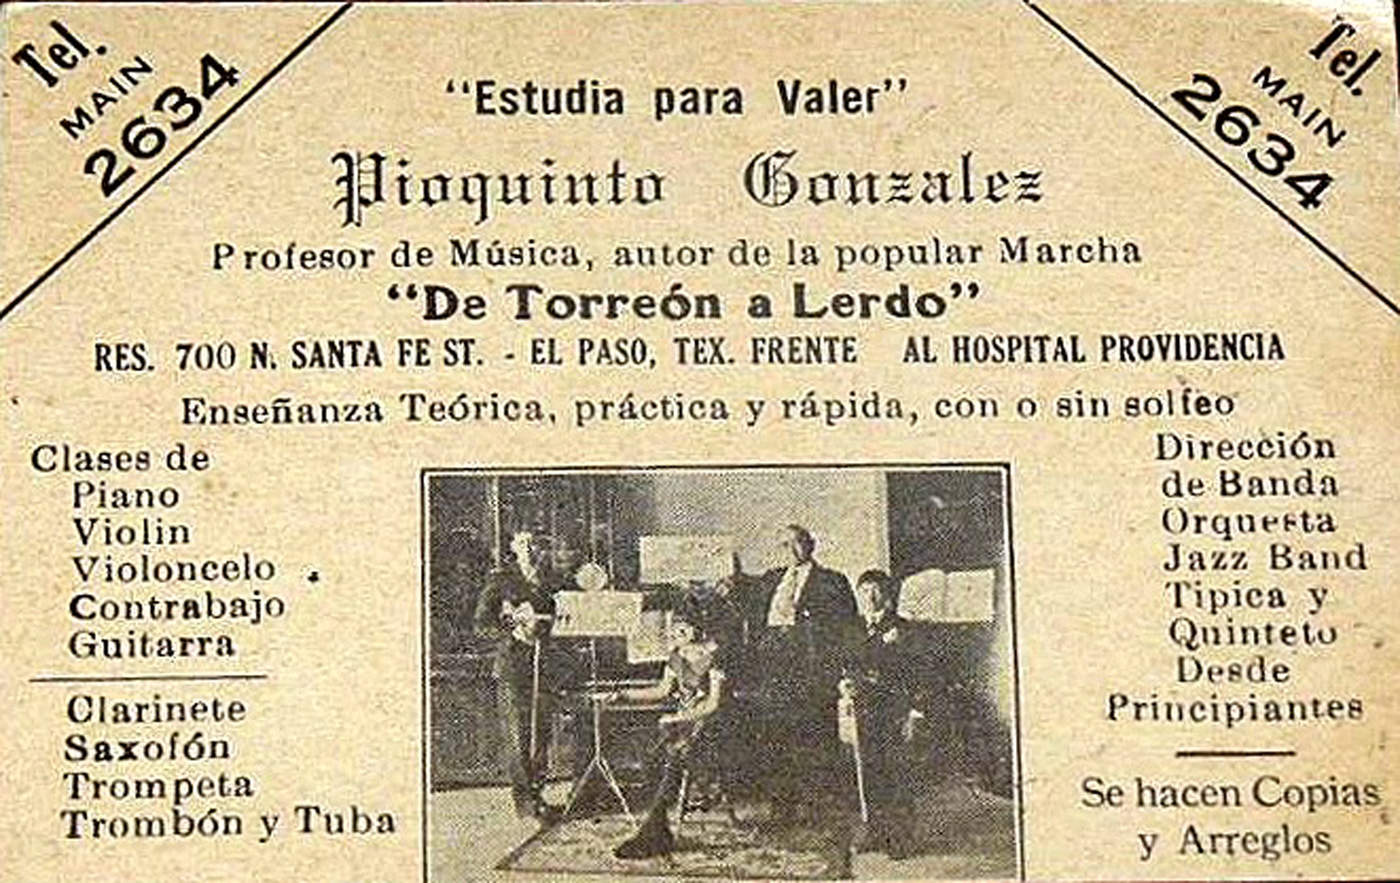 Tel.
MAIN
2634
Tel.
MAIN
2634
"Estudia para Valer"
Pioquinto Gonzalez
Profesor de Música, autor de la popular Marcha
"De Torreón a Lerdo"
RES. 700 N. SANTA FE ST. - EL PASO, TEX. FRENTE AL HOSPITAL PROVIDENCIA
Enseñanza Teórica, práctica y rápida, con o sin solfeo
Clases de
Piano
Violin
Violoncelo
Contrabajo
Guitarra
Clarinete
Saxofón
Trompeta
Trombón y Tuba
Dirección
de Banda
Orquesta
Jazz Band
Tipica y
Quinteto
Desde
Principiantes
Se hacen Copias
y Arreglos